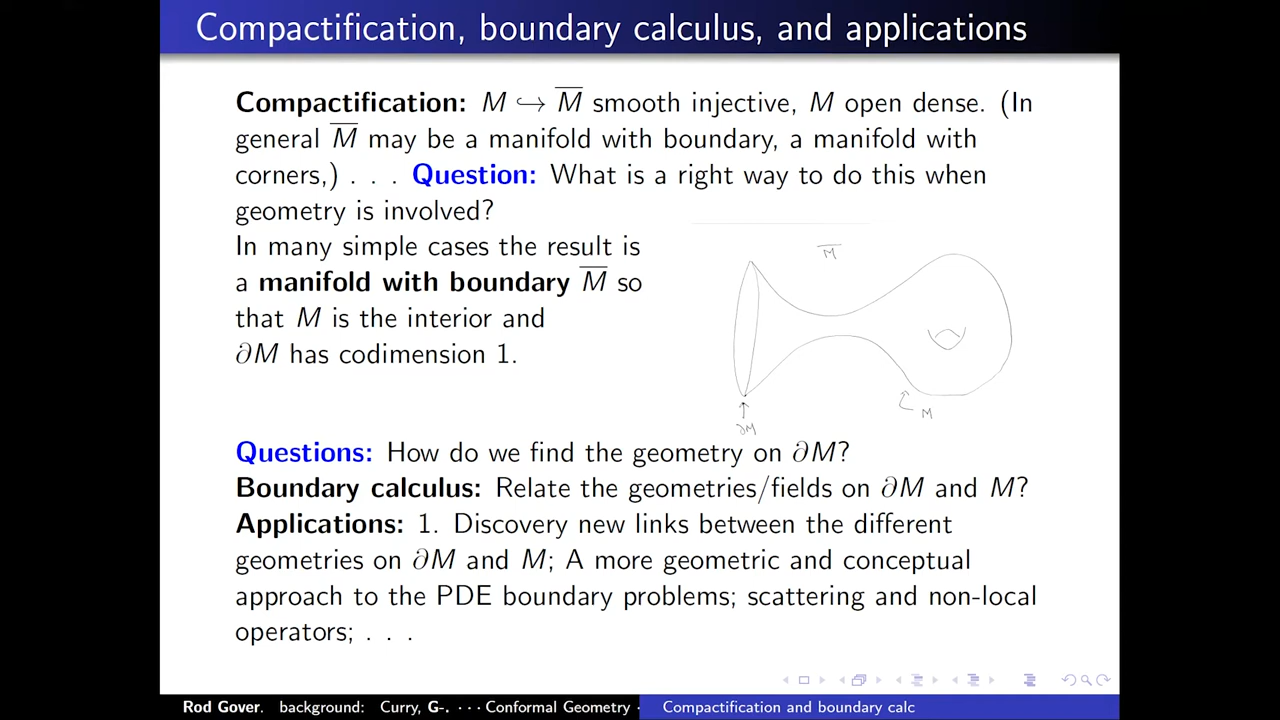 Compactification, boundary calculus, and applications
Compactification: M ↪ M̅ smooth injective, M open dense. (In
general M̅ may be a manifold with boundary, a manifold with
corners,) . . . Question: What is a right way to do this when
geometry is involved?
In many simple cases the result is
a manifold with boundary M̅ so
that M is the interior and
∂M has codimension 1.
M̅
M
∂M
Questions: How do we find the geometry on ∂M?
Boundary calculus: Relate the geometries/fields on ∂M and M?
Applications: 1. Discovery new links between the different
geometries on ∂M and M; A more geometric and conceptual
approach to the PDE boundary problems; scattering and non-local
operators; . . .
Rod Gover. background: Curry, G-. · · · Conformal Geometry · Compactification and boundary calc